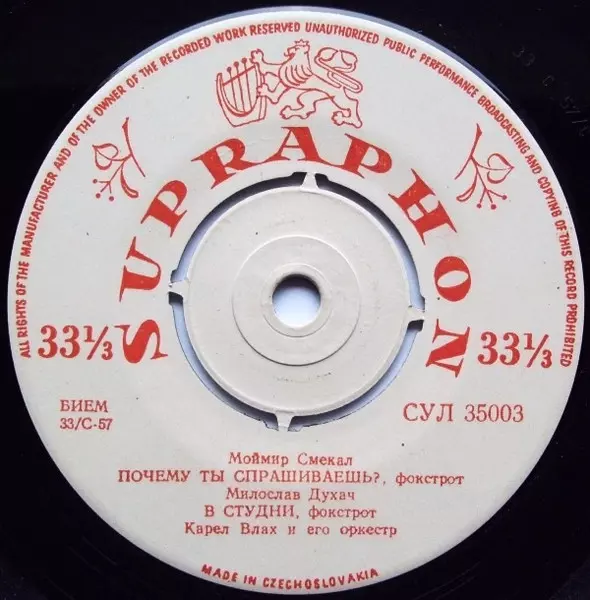 ALL RIGHTS OF THE MANUFACTURER AND OF THE OWNER OF THE RECORDED WORK RESERVED UNAUTHORIZED PUBLIC PERFORMANCE BROADCASTING AND COPYING OF THIS RECORD PROHIBITED
SUPRAPHON
33⅓ 33⅓
БИЕМ СУЛ 35003
33/С-57
Моймир Смекал
ПОЧЕМУ ТЫ СПРАШИВАЕШЬ?, фокстрот
Милослав Духач
В СТУДНИ, фокстрот
Карел Влах и его оркестр
MADE IN CZECHOSLOVAKIA